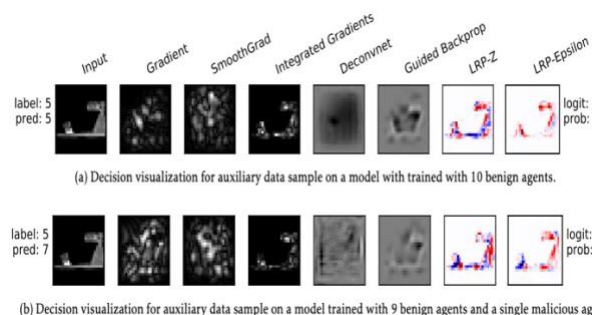 Input Gradient SmoothGrad Integrated Gradients Deconvnet Guided Backprop LRP-Z LRP-Epsilon
label: 5
pred: 5
logit:
prob:
(a) Decision visualization for auxiliary data sample on a model with trained with 10 benign agents.
label: 5
pred: 7
logit:
prob:
(b) Decision visualization for auxiliary data sample on a model trained with 9 benign agents and a single malicious ag